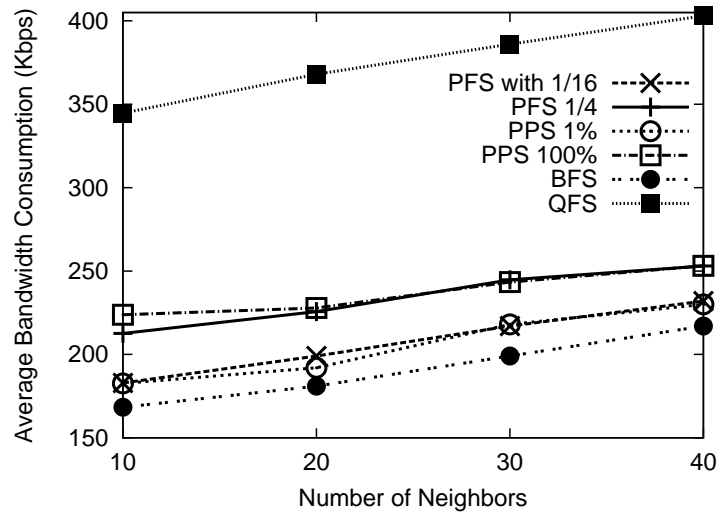 400
350
300
250
200
150
10
20
30
40
Average Bandwidth Consumption (Kbps)
Number of Neighbors
PFS with 1/16
PFS 1/4
PPS 1%
PPS 100%
BFS
QFS